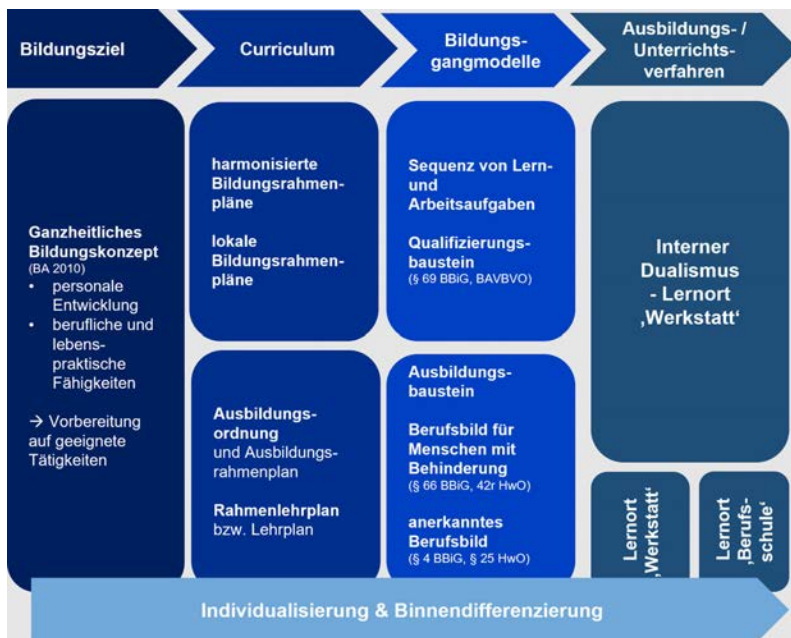 Bildungsziel
Curriculum
Bildungs-
gangmodelle
Ausbildungs- /
Unterrichts-
verfahren
Ganzheitliches
Bildungskonzept
(BA 2010)
• personale
Entwicklung
• berufliche und
lebens-
praktische
Fähigkeiten
→ Vorbereitung
auf geeignete
Tätigkeiten
harmonisierte
Bildungsrahmen-
pläne
lokale
Bildungsrahmen-
pläne
Ausbildungs-
ordnung
und Ausbildungs-
rahmenplan
Rahmenlehrplan
bzw. Lehrplan
Sequenz von Lern-
und
Arbeitsaufgaben
Qualifizierungs-
baustein
(§ 69 BBiG, BAVBVO)
Ausbildungs-
baustein
Berufsbild für
Menschen mit
Behinderung
(§ 66 BBiG, 42r HwO)
anerkanntes
Berufsbild
(§ 4 BBiG, § 25 HwO)
Interner
Dualismus
- Lernort
‚Werkstatt‘
Lernort
‚Werkstatt‘
Lernort
‚Berufs-
schule‘
Individualisierung & Binnendifferenzierung